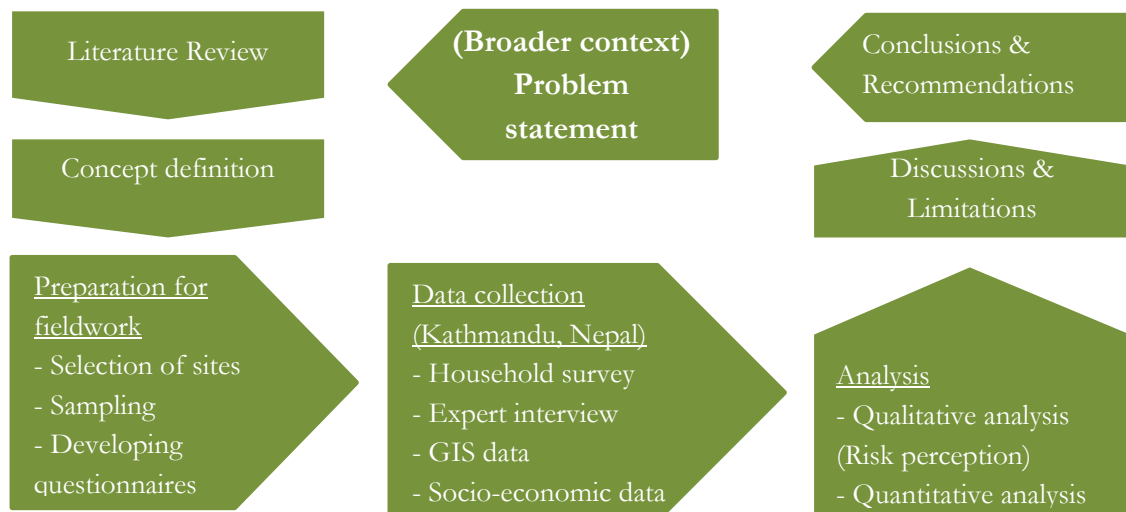 Literature Review
(Broader context)
Problem
statement
Conclusions &
Recommendations
Concept definition
Discussions &
Limitations
Preparation for
fieldwork
- Selection of sites
- Sampling
- Developing
questionnaires
Data collection
(Kathmandu, Nepal)
- Household survey
- Expert interview
- GIS data
- Socio-economic data
Analysis
- Qualitative analysis
(Risk perception)
- Quantitative analysis